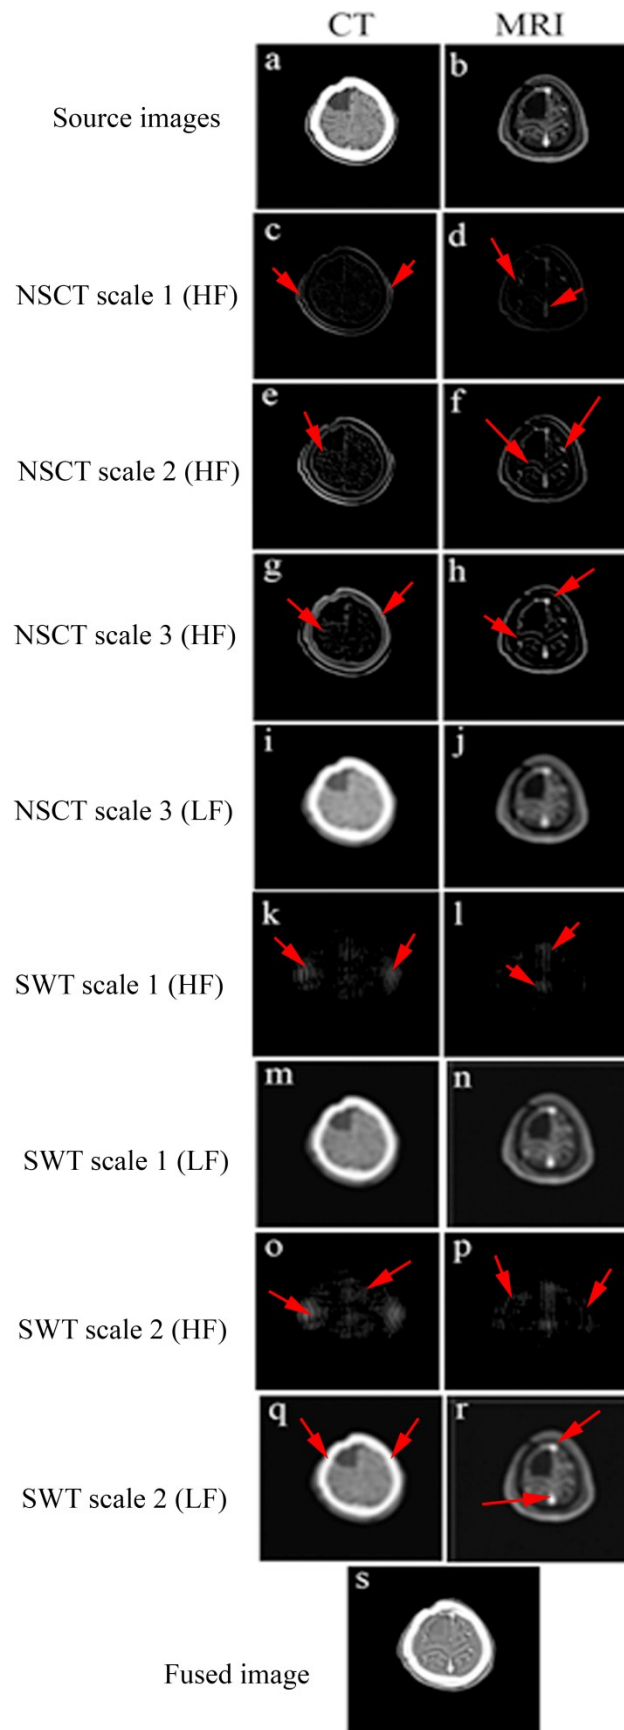 CT MRI
a b
Source images
c d
NSCT scale 1 (HF)
e f
NSCT scale 2 (HF)
g h
NSCT scale 3 (HF)
i j
NSCT scale 3 (LF)
k l
SWT scale 1 (HF)
m n
SWT scale 1 (LF)
o p
SWT scale 2 (HF)
q r
SWT scale 2 (LF)
s
Fused image